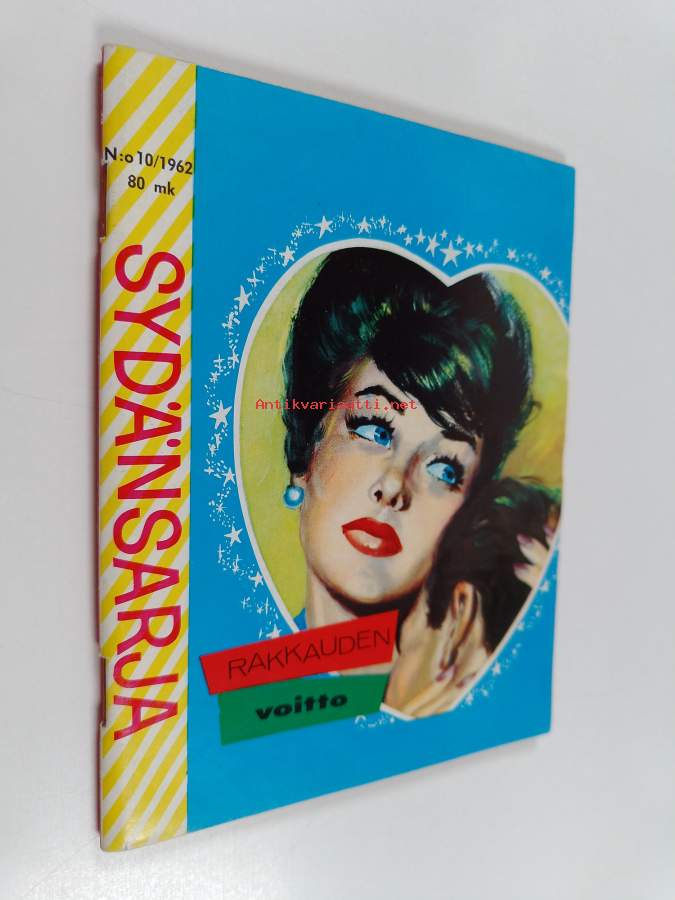 N:o 10/1962
80 mk
SYDÄNSARJA
Antikvariaatti.net
RAKKAUDEN
voitto